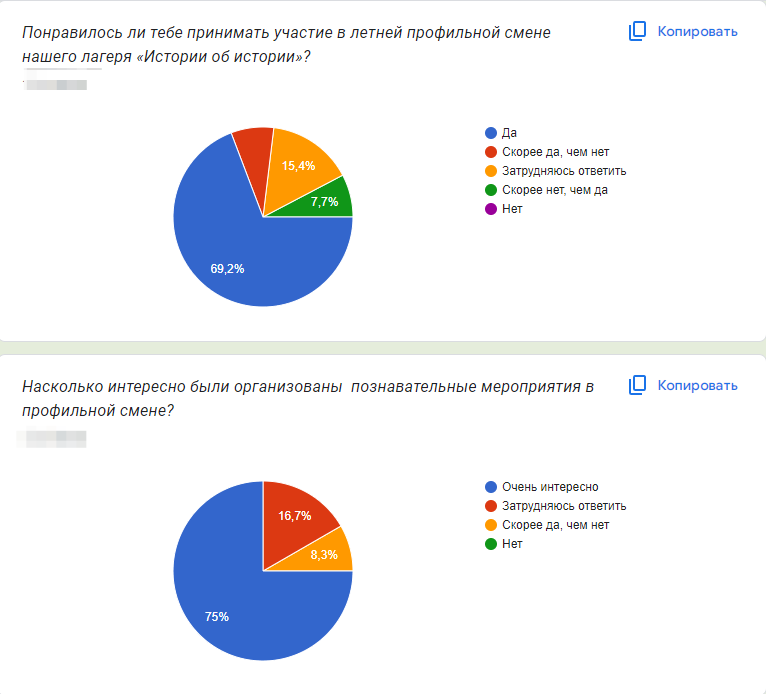 Понравилось ли тебе принимать участие в летней профильной смене
нашего лагеря «Истории об истории»?
Копировать
15,4%
7,7%
69,2%
Да
Скорее да, чем нет
Затрудняюсь ответить
Скорее нет, чем да
Нет
Насколько интересно были организованы познавательные мероприятия в
профильной смене?
Копировать
16,7%
8,3%
75%
Очень интересно
Затрудняюсь ответить
Скорее да, чем нет
Нет